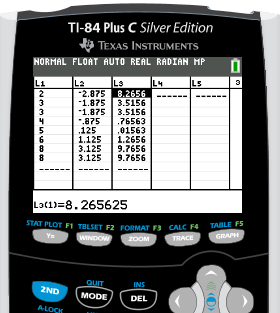 TI-84 Plus C Silver Edition
TEXAS INSTRUMENTS
NORMAL FLOAT AUTO REAL RADIAN MP
L1 L2 L3 L4 L5 3
2 -2.875 8.2656 ------ ------
3 -1.875 3.5156
3 -1.875 3.5156
4 -.875 .76563
5 .125 .01563
6 1.125 1.2656
8 3.125 9.7656
8 3.125 9.7656
------ ------ ------
L3(1)=8.265625
STAT PLOT F1 TBLSET F2 FORMAT F3 CALC F4 TABLE F5
Y= WINDOW ZOOM TRACE GRAPH
QUIT INS
2ND MODE DEL
A-LOCK